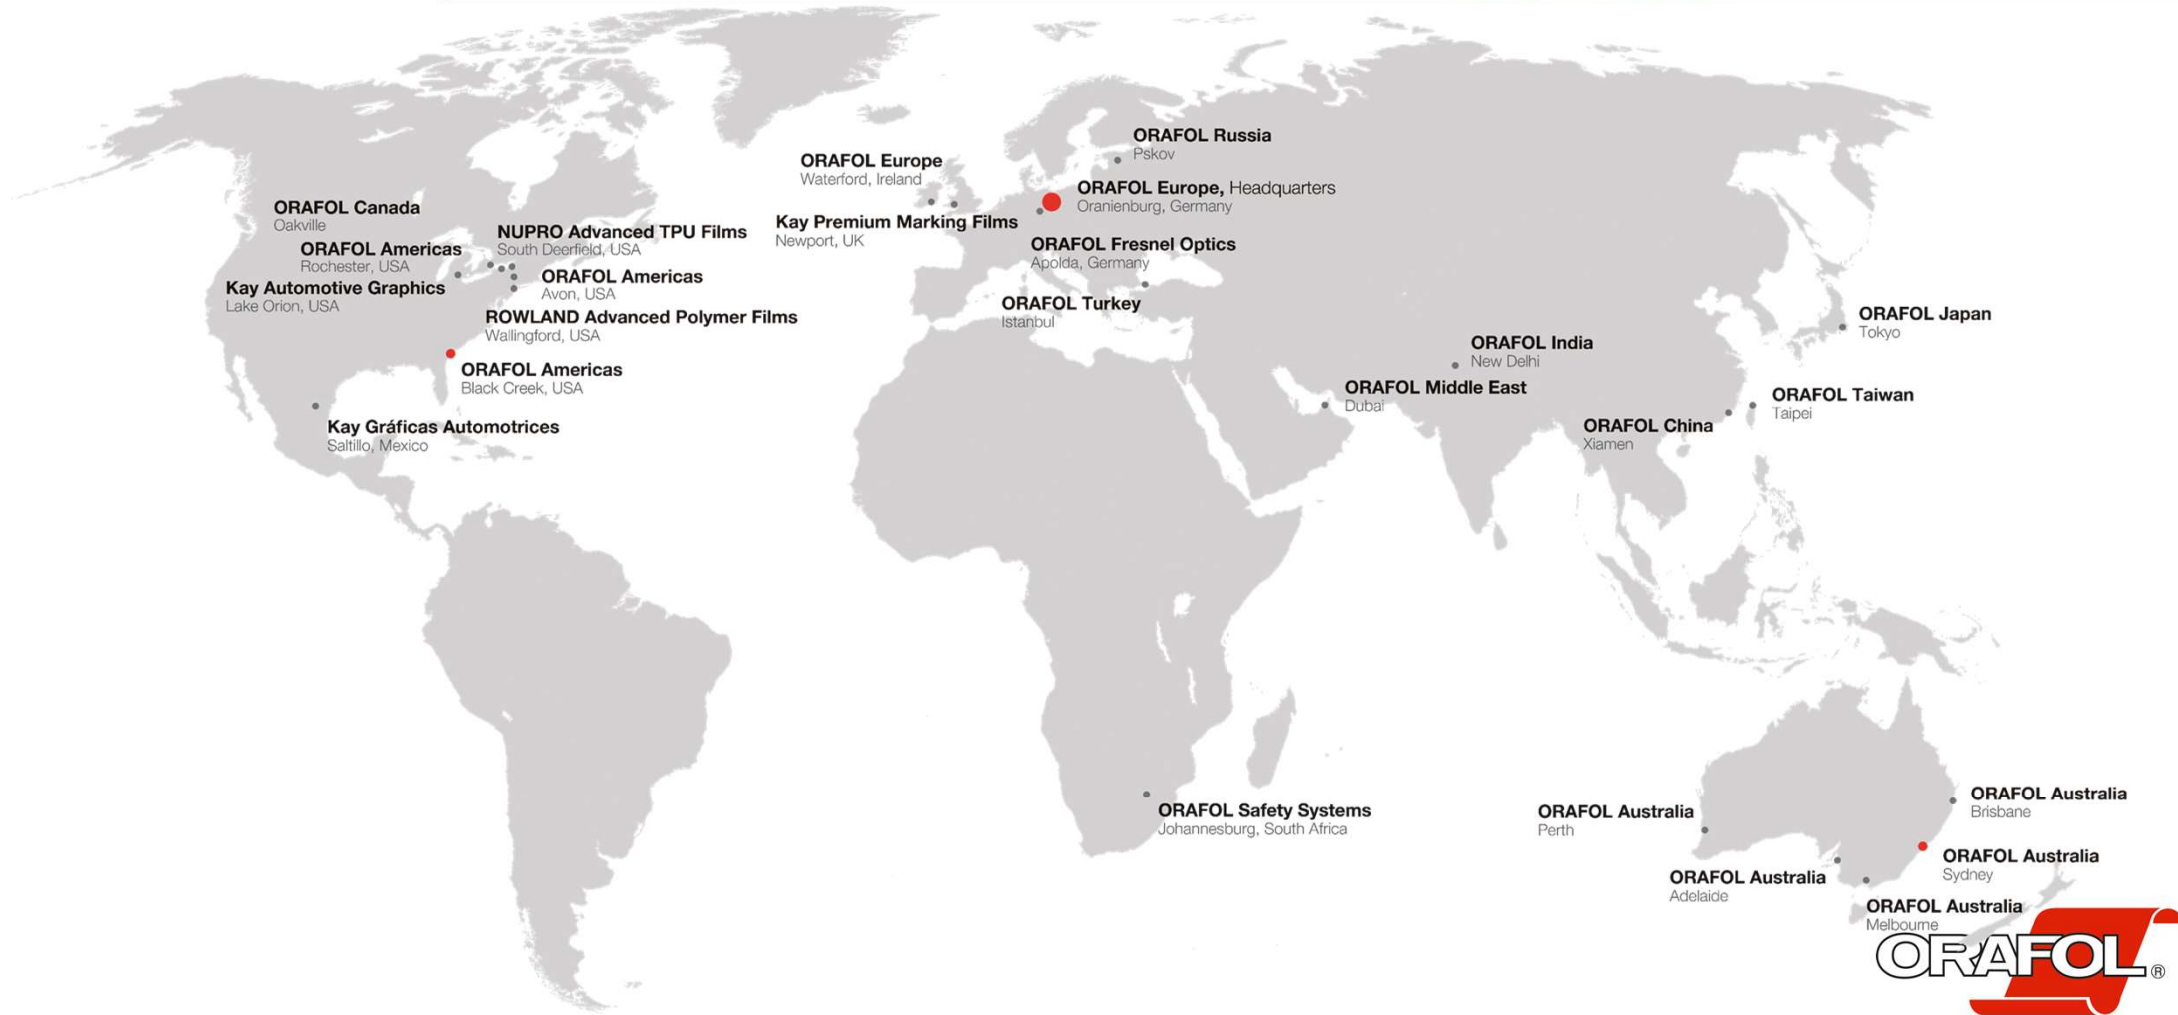 ORAFOL Russia
Pskov
ORAFOL Europe
Waterford, Ireland
ORAFOL Europe, Headquarters
Oranienburg, Germany
ORAFOL Canada
Oakville
Kay Premium Marking Films
Newport, UK
NUPRO Advanced TPU Films
South Deerfield, USA
ORAFOL Americas
Rochester, USA
ORAFOL Fresnel Optics
Apolda, Germany
ORAFOL Americas
Avon, USA
Kay Automotive Graphics
Lake Orion, USA
ORAFOL Turkey
Istanbul
ROWLAND Advanced Polymer Films
Wallingford, USA
ORAFOL Japan
Tokyo
ORAFOL India
New Delhi
ORAFOL Americas
Black Creek, USA
ORAFOL Middle East
Dubai
ORAFOL Taiwan
Taipei
Kay Gráficas Automotrices
Saltillo, Mexico
ORAFOL China
Xiamen
ORAFOL Australia
Brisbane
ORAFOL Safety Systems
Johannesburg, South Africa
ORAFOL Australia
Perth
ORAFOL Australia
Sydney
ORAFOL Australia
Adelaide
ORAFOL Australia
Melbourne
ORAFOL®